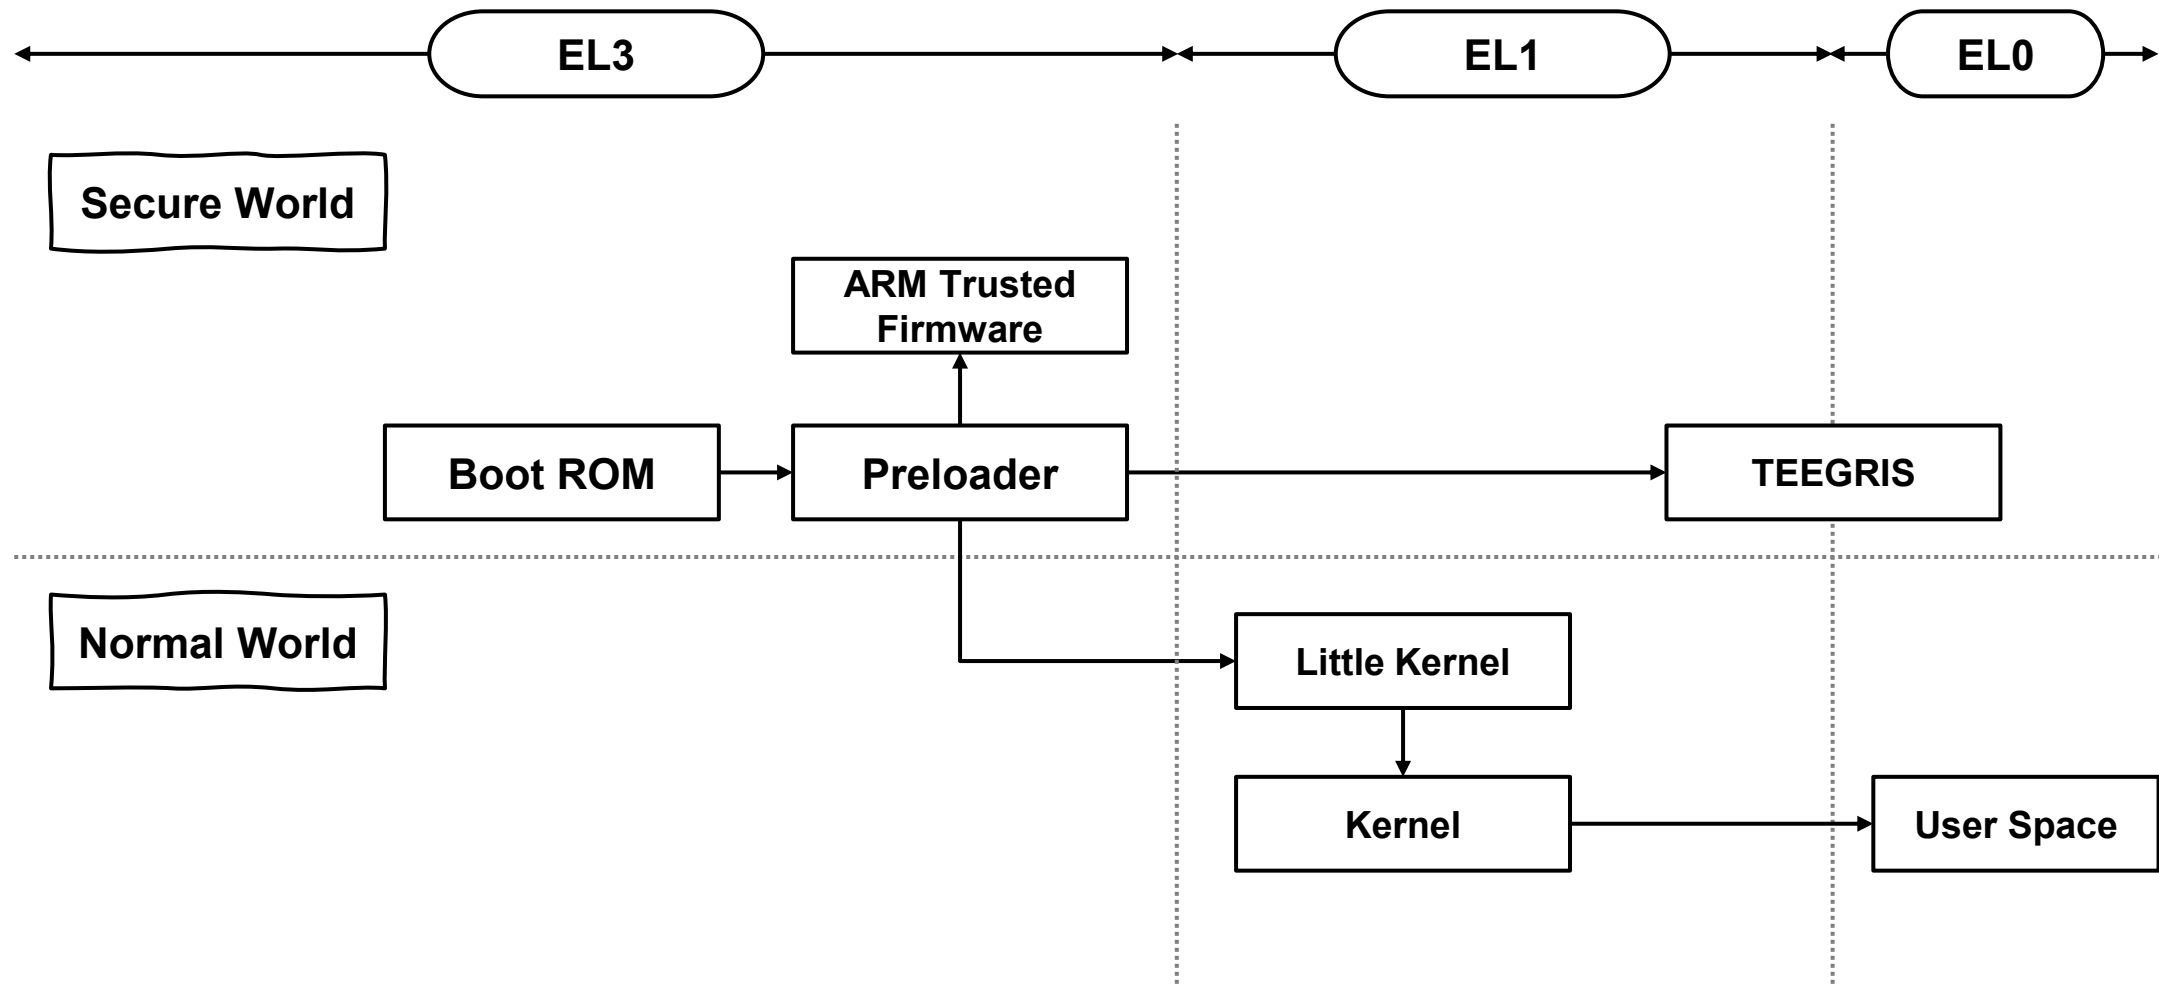 EL3
EL1
EL0
Secure World
ARM Trusted
Firmware
Boot ROM
Preloader
TEEGRIS
Normal World
Little Kernel
Kernel
User Space